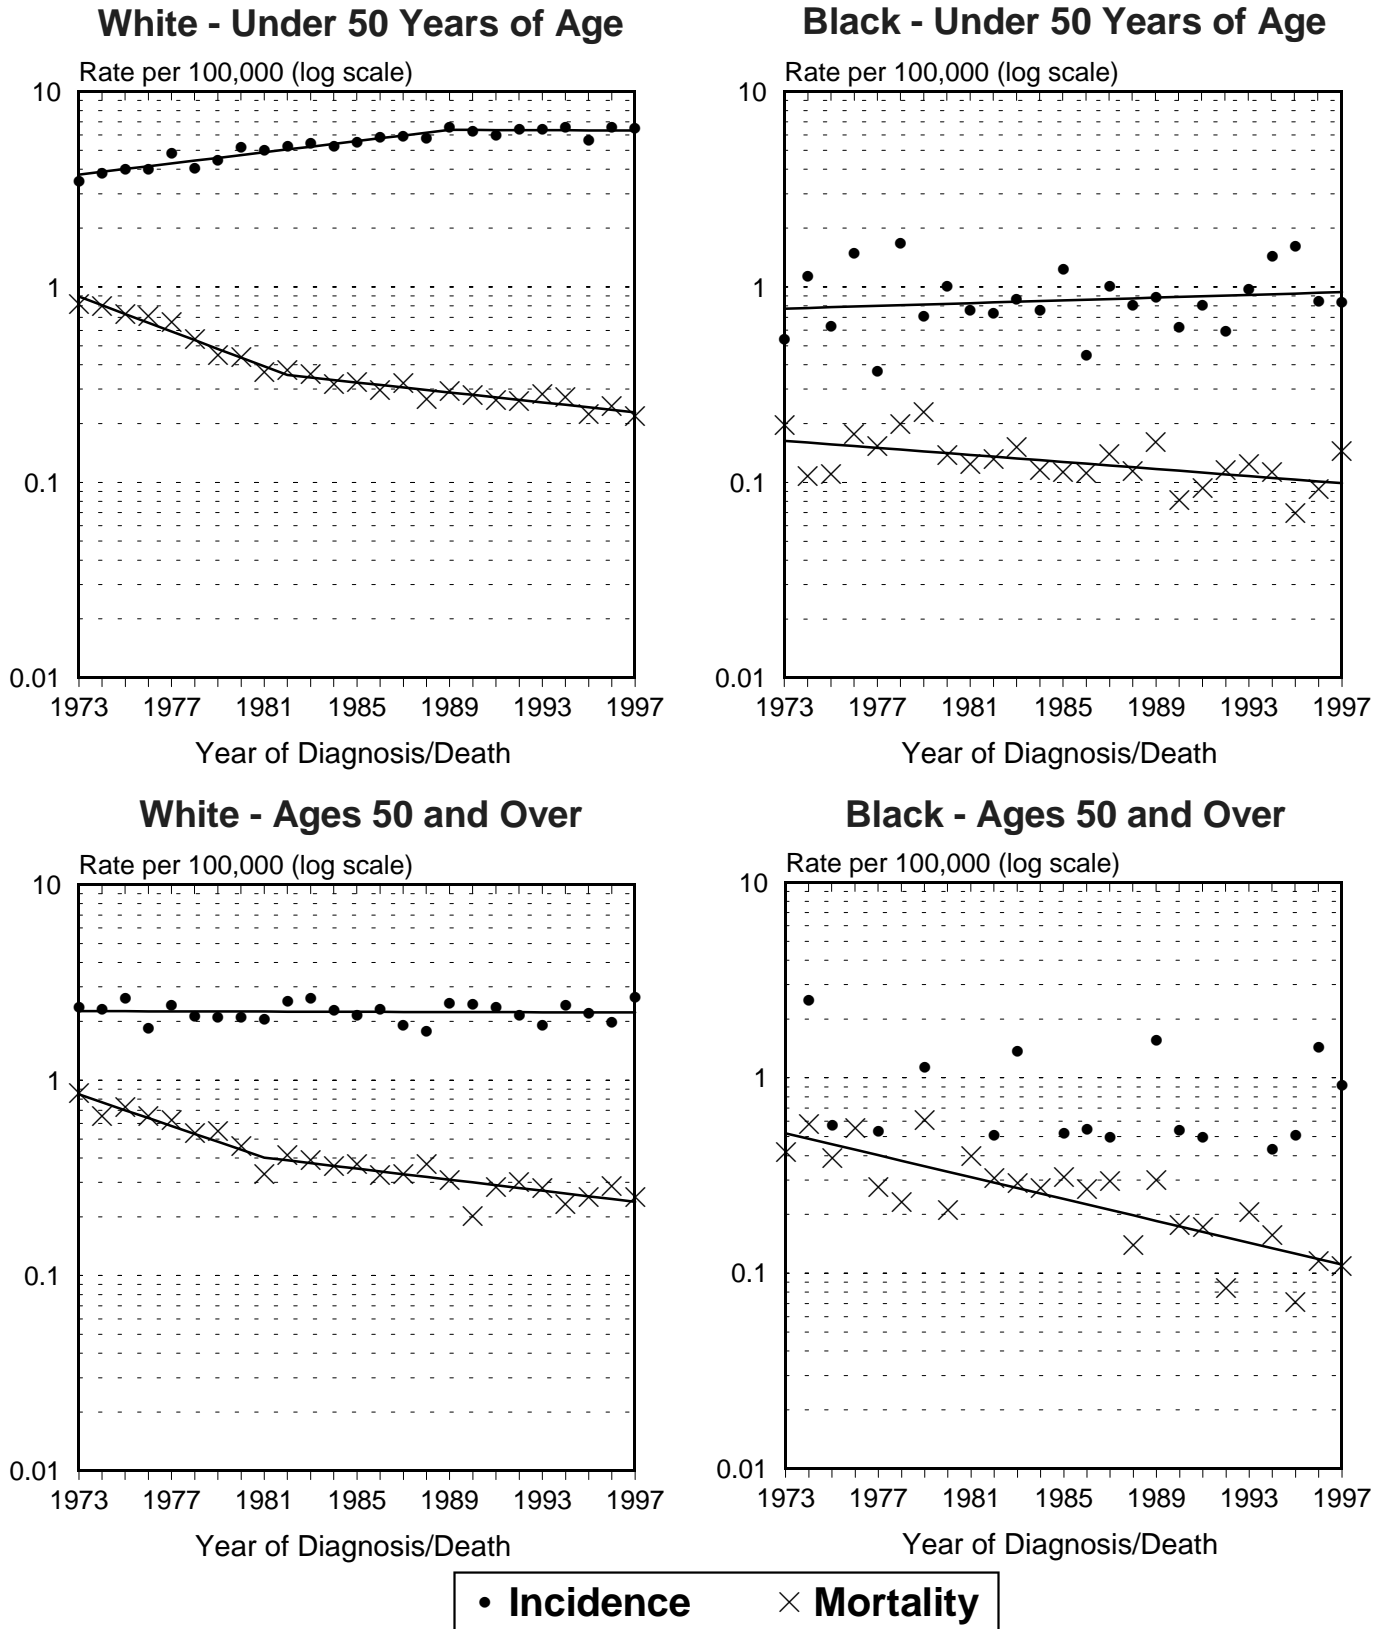 White - Under 50 Years of Age
Rate per 100,000 (log scale)
10
1
0.1
0.01
1973 1977 1981 1985 1989 1993 1997
Year of Diagnosis/Death
Black - Under 50 Years of Age
Rate per 100,000 (log scale)
10
1
0.1
0.01
1973 1977 1981 1985 1989 1993 1997
Year of Diagnosis/Death
White - Ages 50 and Over
Rate per 100,000 (log scale)
10
1
0.1
0.01
1973 1977 1981 1985 1989 1993 1997
Year of Diagnosis/Death
Black - Ages 50 and Over
Rate per 100,000 (log scale)
10
1
0.1
0.01
1973 1977 1981 1985 1989 1993 1997
Year of Diagnosis/Death
Incidence Mortality